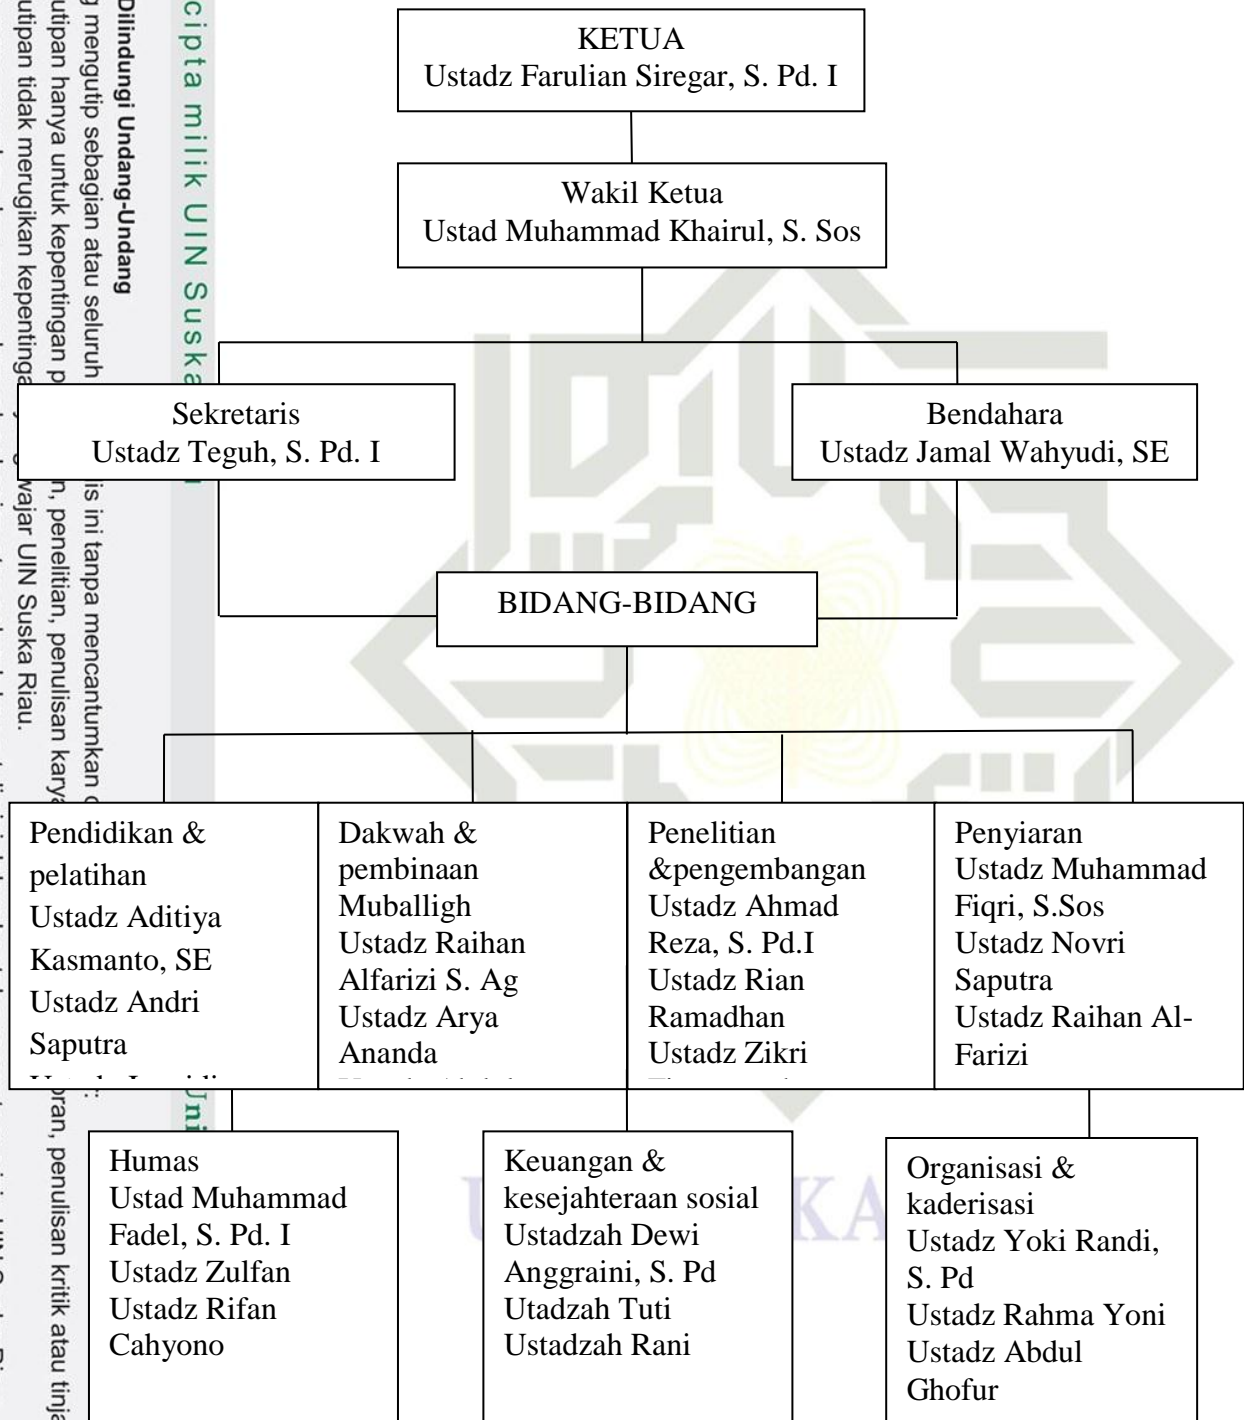 KETUA
Ustadz Farulian Siregar, S. Pd. I
Wakil Ketua
Ustad Muhammad Khairul, S. Sos
Sekretaris
Ustadz Teguh, S. Pd. I
Bendahara
Ustadz Jamal Wahyudi, SE
BIDANG-BIDANG
Pendidikan &
pelatihan
Ustadz Aditiya
Kasmanto, SE
Ustadz Andri
Saputra
Dakwah &
pembinaan
Muballigh
Ustadz Raihan
Alfarizi S. Ag
Ustadz Arya
Ananda
Penelitian
&pengembangan
Ustadz Ahmad
Reza, S. Pd.I
Ustadz Rian
Ramadhan
Ustadz Zikri
Penyiaran
Ustadz Muhammad
Fiqri, S.Sos
Ustadz Novri
Saputra
Ustadz Raihan Al-
Farizi
Humas
Ustad Muhammad
Fadel, S. Pd. I
Ustadz Zulfan
Ustadz Rifan
Cahyono
Keuangan &
kesejahteraan sosial
Ustadzah Dewi
Anggraini, S. Pd
Utadzah Tuti
Ustadzah Rani
Organisasi &
kaderisasi
Ustadz Yoki Randi,
S. Pd
Ustadz Rahma Yoni
Ustadz Abdul
Ghofur
cipta milik UIN Suska
Dilindungi Undang-Undang
mengutip sebagian atau seluruh is ini tanpa mencantumkan
utipan hanya untuk kepentingan penelitian, penulisan karya penulisan kritik atau
utipan tidak merugikan wajar UIN Suska Riau.